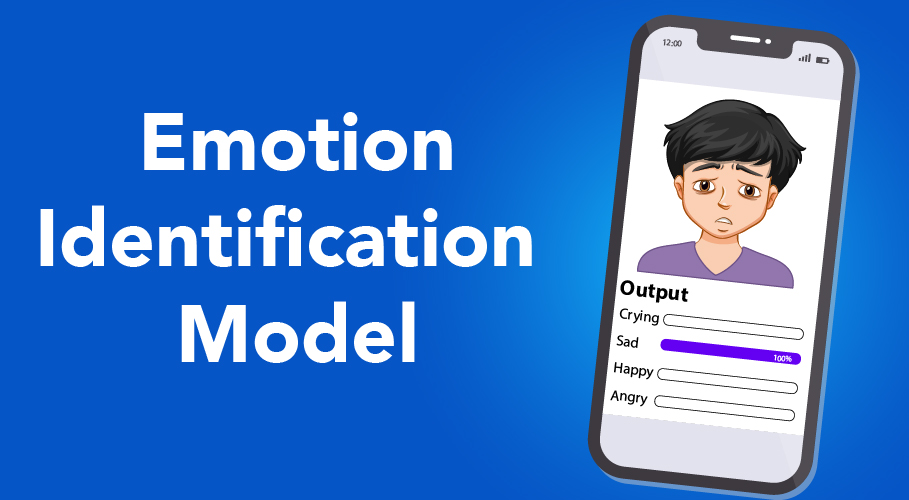 Emotion
Identification
Model
12:00
Output
Crying
Sad
100%
Happy
Angry